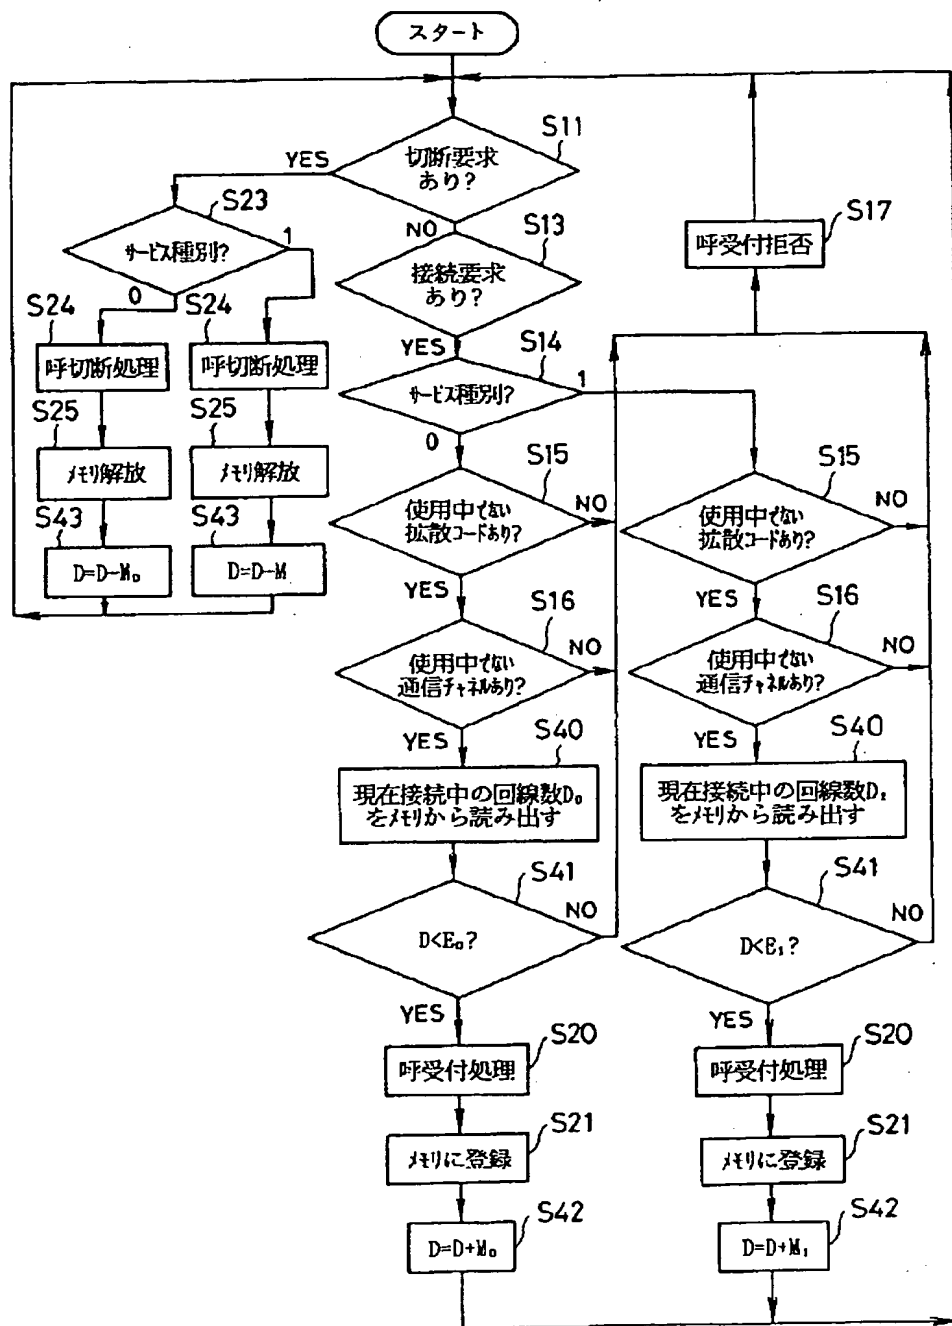 スタート
S11
切断要求
あり?
YES
NO
S23
サービス種別?
1
0
S13
接続要求
あり?
YES
S17
呼受付拒否
S24
呼切断処理
S24
呼切断処理
S14
サービス種別?
1
0
S25
メモリ解放
S25
メモリ解放
S43
D=D-M₀
S43
D=D-M
S15
使用中でない
拡散コードあり?
NO
YES
S15
使用中でない
拡散コードあり?
NO
YES
S16
使用中でない
通信チャネルあり?
NO
YES
S16
使用中でない
通信チャネルあり?
NO
YES
S40
現在接続中の回線数D₀
をメモリから読み出す
S40
現在接続中の回線数D₁
をメモリから読み出す
S41
D<E₀?
NO
YES
S41
D<E₁?
NO
YES
S20
呼受付処理
S20
呼受付処理
S21
メモリに登録
S21
メモリに登録
S42
D=D+M₀
S42
D=D+M₁